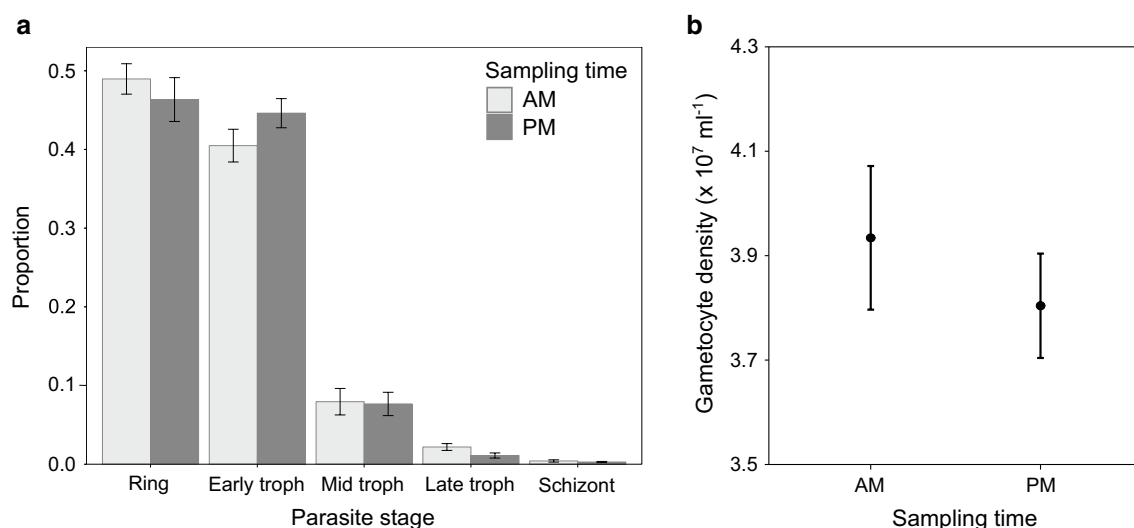 a
Proportion
0.5
0.4
0.3
0.2
0.1
0.0
Sampling time
AM
PM
Ring Early troph Mid troph Late troph Schizont
Parasite stage
b
Gametocyte density (x 10⁷ ml⁻¹)
4.3
4.1
3.9
3.7
3.5
AM PM
Sampling time